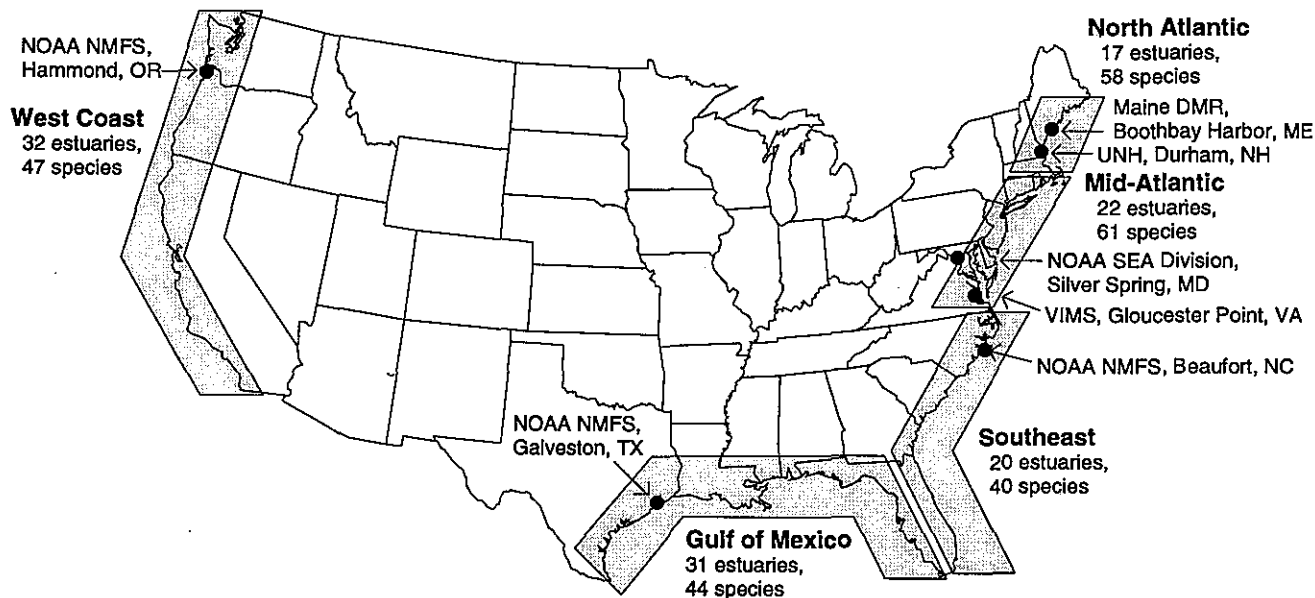 NOAA NMFS,
Hammond, OR
West Coast
32 estuaries,
47 species
North Atlantic
17 estuaries,
58 species
Maine DMR,
Boothbay Harbor, ME
UNH, Durham, NH
Mid-Atlantic
22 estuaries,
61 species
NOAA SEA Division,
Silver Spring, MD
VIMS, Gloucester Point, VA
NOAA NMFS, Beaufort, NC
Southeast
20 estuaries,
40 species
NOAA NMFS,
Galveston, TX
Gulf of Mexico
31 estuaries,
44 species